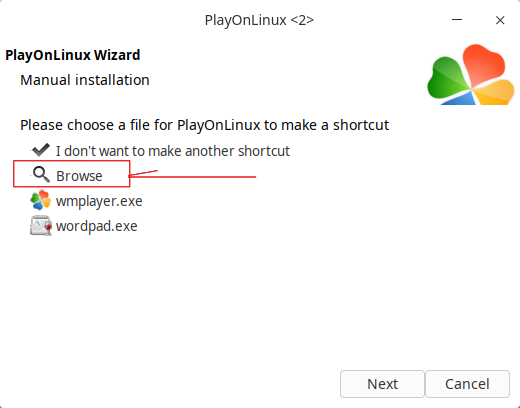 PlayOnLinux <2>
PlayOnLinux Wizard
Manual installation
Please choose a file for PlayOnLinux to make a shortcut
I don't want to make another shortcut
Browse
wmplayer.exe
wordpad.exe
Next Cancel